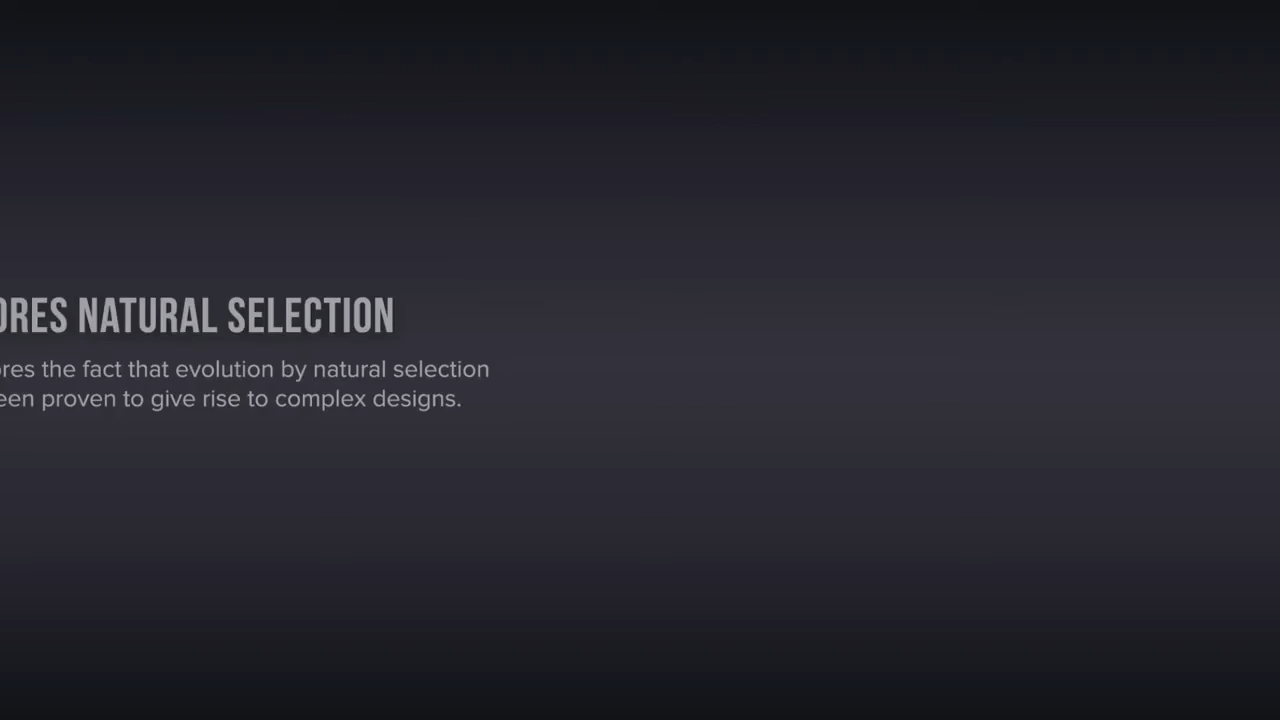 ORES NATURAL SELECTION
ores the fact that evolution by natural selection
een proven to give rise to complex designs.